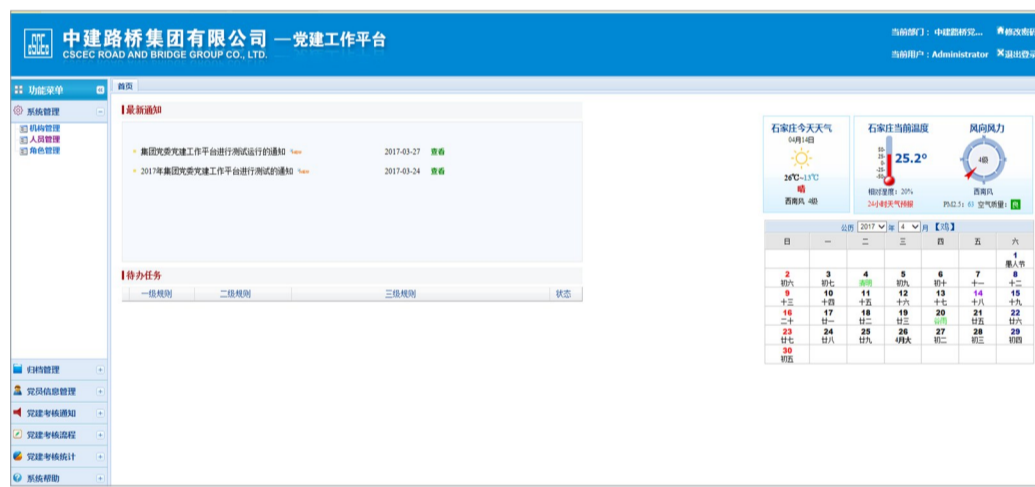 中建路桥集团有限公司 —党建工作平台
CSCEC ROAD AND BRIDGE GROUP CO., LTD.
当前部门：中建路桥党... 修改密码
当前用户：Administrator 退出登录
功能菜单
首页
系统管理
机构管理
人员管理
角色管理
归档管理
党员信息管理
党建考核通知
党建考核流程
党建考核统计
系统帮助
最新通知
集团党委党建工作平台进行测试运行的通知 2017-03-27 查看
2017年集团党委党建工作平台进行测试的通知 2017-03-24 查看
待办任务
一级规则 二级规则 三级规则 状态
石家庄今天天气
04月14日
26℃~13℃
晴
西南风 4级
石家庄当前温度
25.2°
相对湿度：20%
24小时天气预报
风向风力
4级
西南风
PM2.5：63 空气质量：良
公历 2017 年 4 月【鸡】
日 一 二 三 四 五 六
1
愚人节
2 3 4 5 6 7 8
初六 初七 清明 初九 初十 十一 十二
9 10 11 12 13 14 15
十三 十四 十五 十六 十七 十八 十九
16 17 18 19 20 21 22
二十 廿一 廿二 廿三 谷雨 廿五 廿六
23 24 25 26 27 28 29
廿七 廿八 廿九 4月大 初二 初三 初四
30
初五